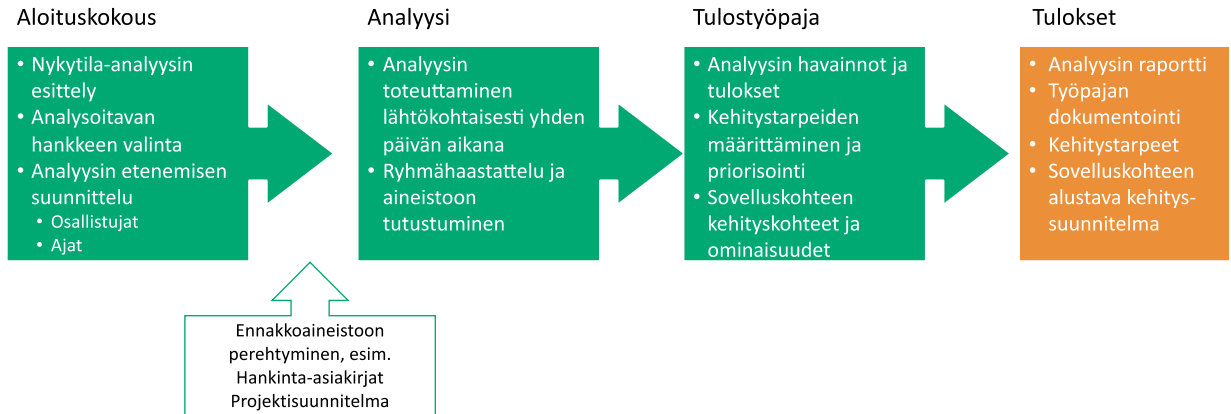 Aloituskokous
• Nykytila-analyysin
esittely
• Analysoitavan
hankkeen valinta
• Analyysin etenemisen
suunnittelu
• Osallistujat
• Ajat
Ennakkoaineistoon
perehtyminen, esim.
Hankinta-asiakirjat
Projektisuunnitelma
Analyysi
• Analyysin
toteuttaminen
lähtökohtaisesti yhden
päivän aikana
• Ryhmähaastattelu ja
aineistoon
tutustuminen
Tulostyöpaja
• Analyysin havainnot ja
tulokset
• Kehitystarpeiden
määrittäminen ja
priorisointi
• Sovelluskohteen
kehityskohteet ja
ominaisuudet
Tulokset
• Analyysin raportti
• Työpajan
dokumentointi
• Kehitystarpeet
• Sovelluskohteen
alustava kehitys-
suunnitelma